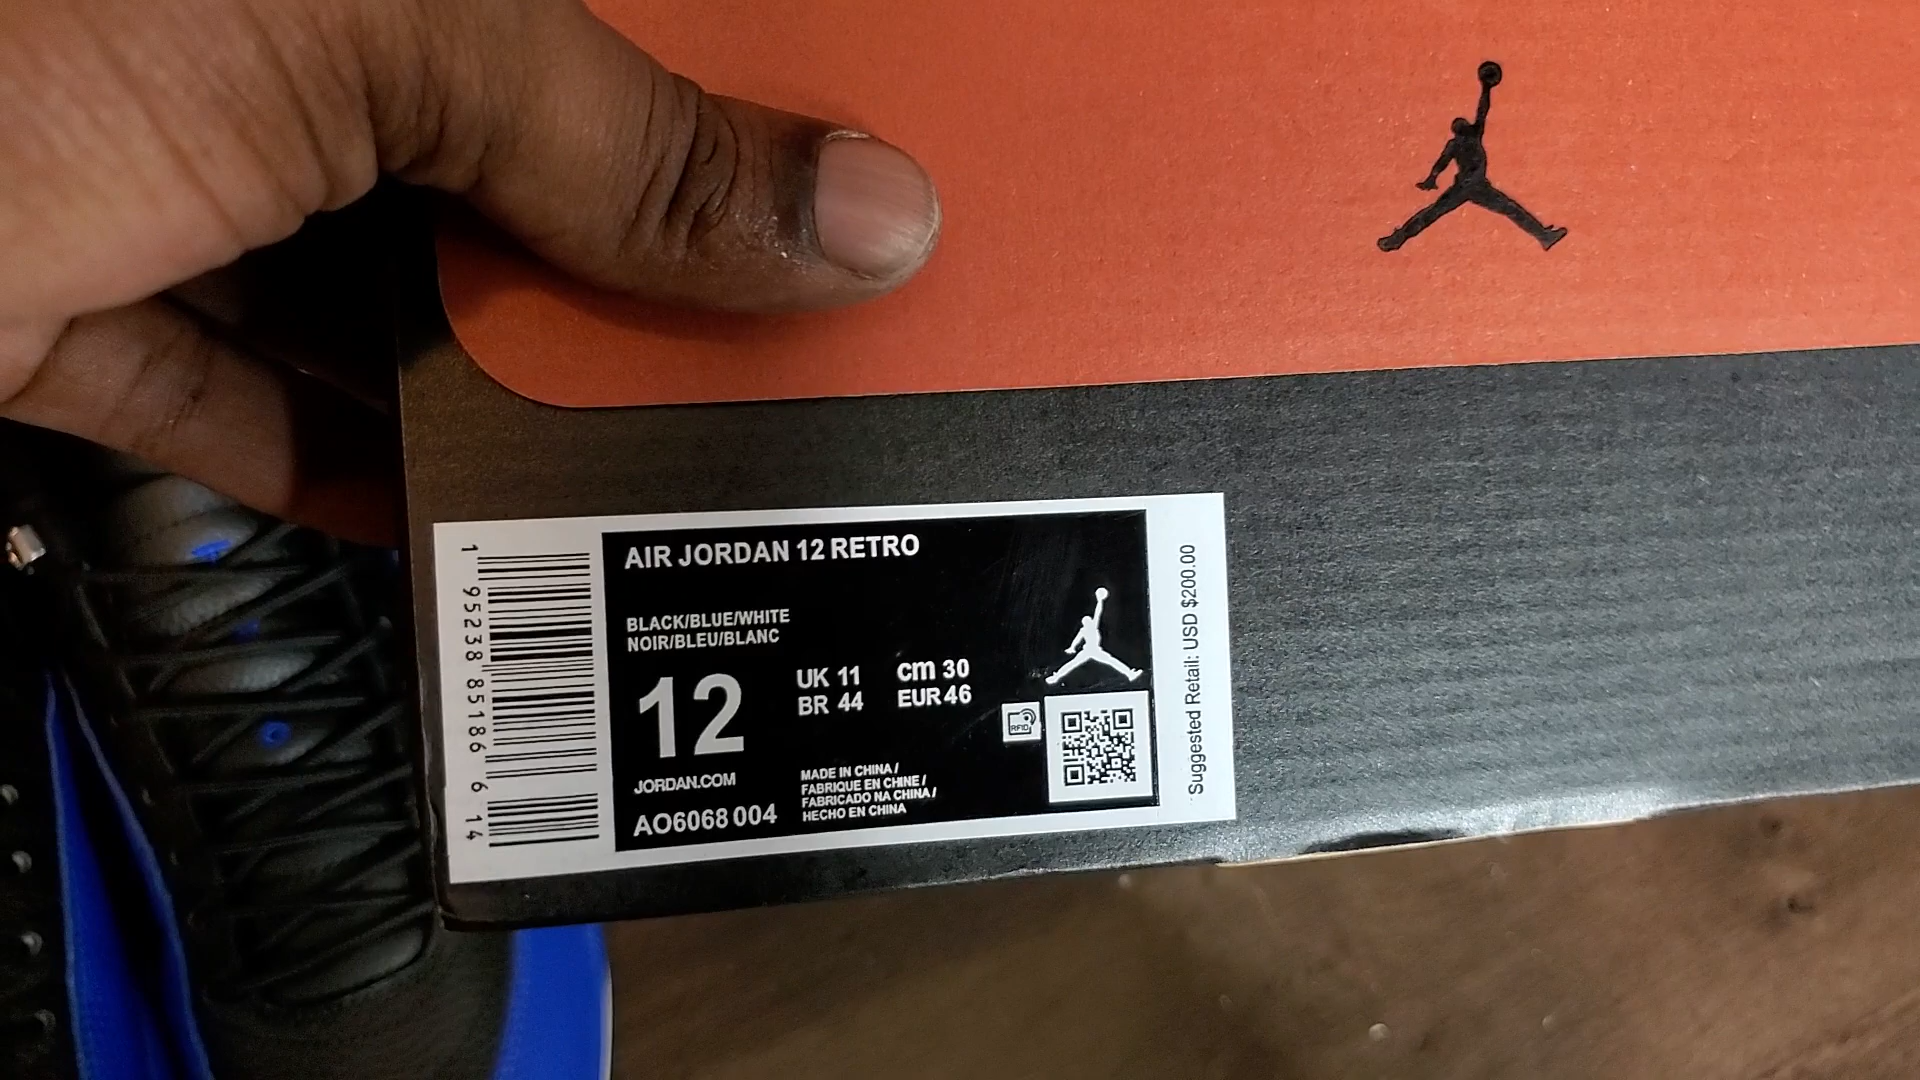 AIR JORDAN 12 RETRO
BLACK/BLUE/WHITE
NOIR/BLEU/BLANC
12
UK 11
cm 30
BR 44
EUR 46
JORDAN.COM
AO6068 004
MADE IN CHINA /
FABRIQUE EN CHINE /
FABRICADO NA CHINA /
HECHO EN CHINA
RFID
Suggested Retail: USD $200.00
1 95238 85186 6 14